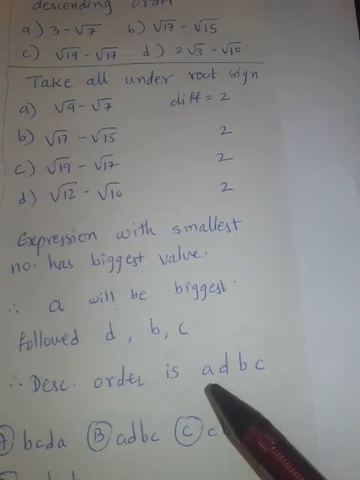 descending order
a) 3-√7 b) √17 - √15
c) √19 - √17 d) 2√3 - √10
Take all under root sign
a) √9 - √7 diff = 2
b) √17 - √15 2
c) √19 - √17 2
d) √12 - √10 2
Expression with smallest
no. has biggest value.
∴ a will be biggest.
followed d, b, c
∴ Desc. order is a d b c
A bcda B adbc C c